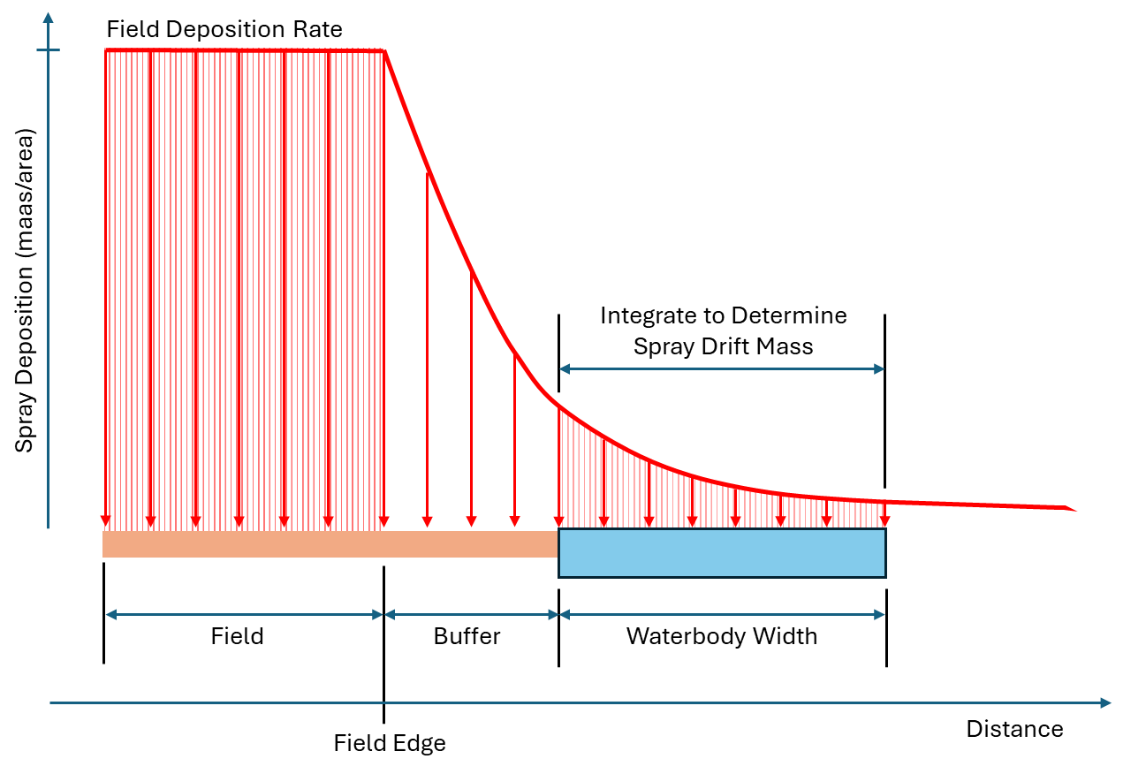 Field Deposition Rate
Spray Deposition (maas/area)
Integrate to Determine
Spray Drift Mass
Field
Buffer
Waterbody Width
Distance
Field Edge